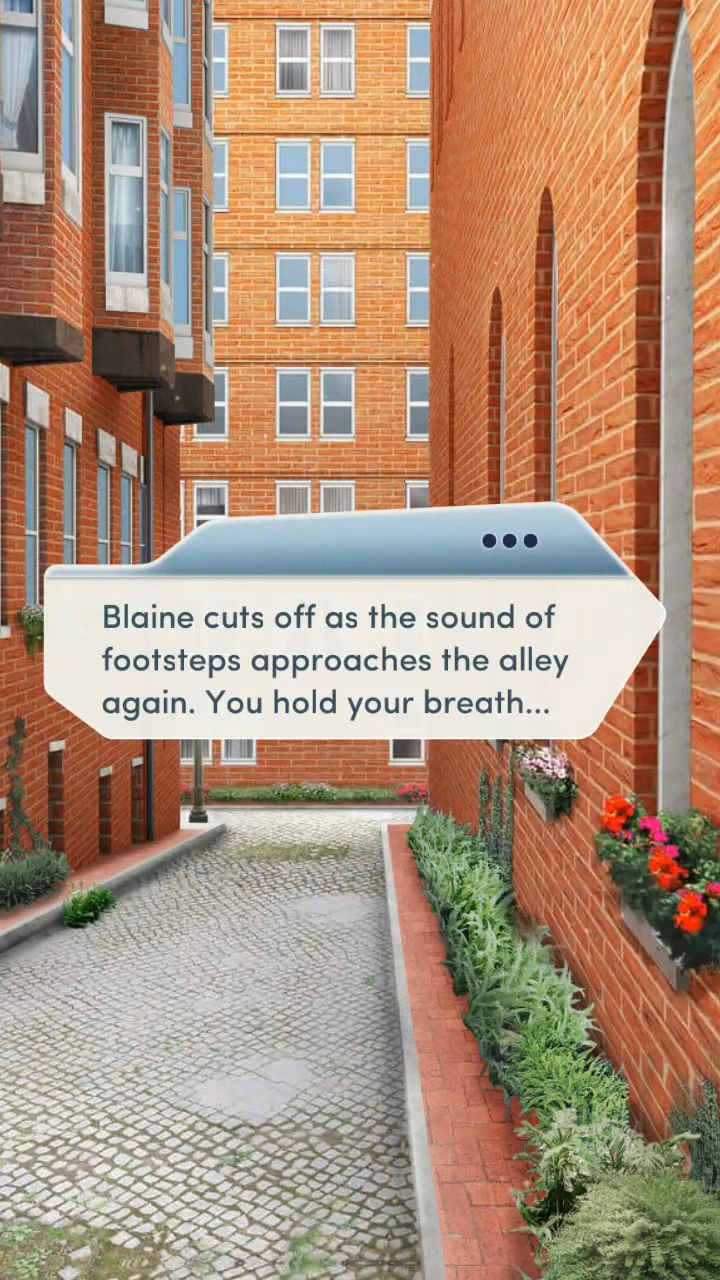 Blaine cuts off as the sound of
footsteps approaches the alley
again. You hold your breath...